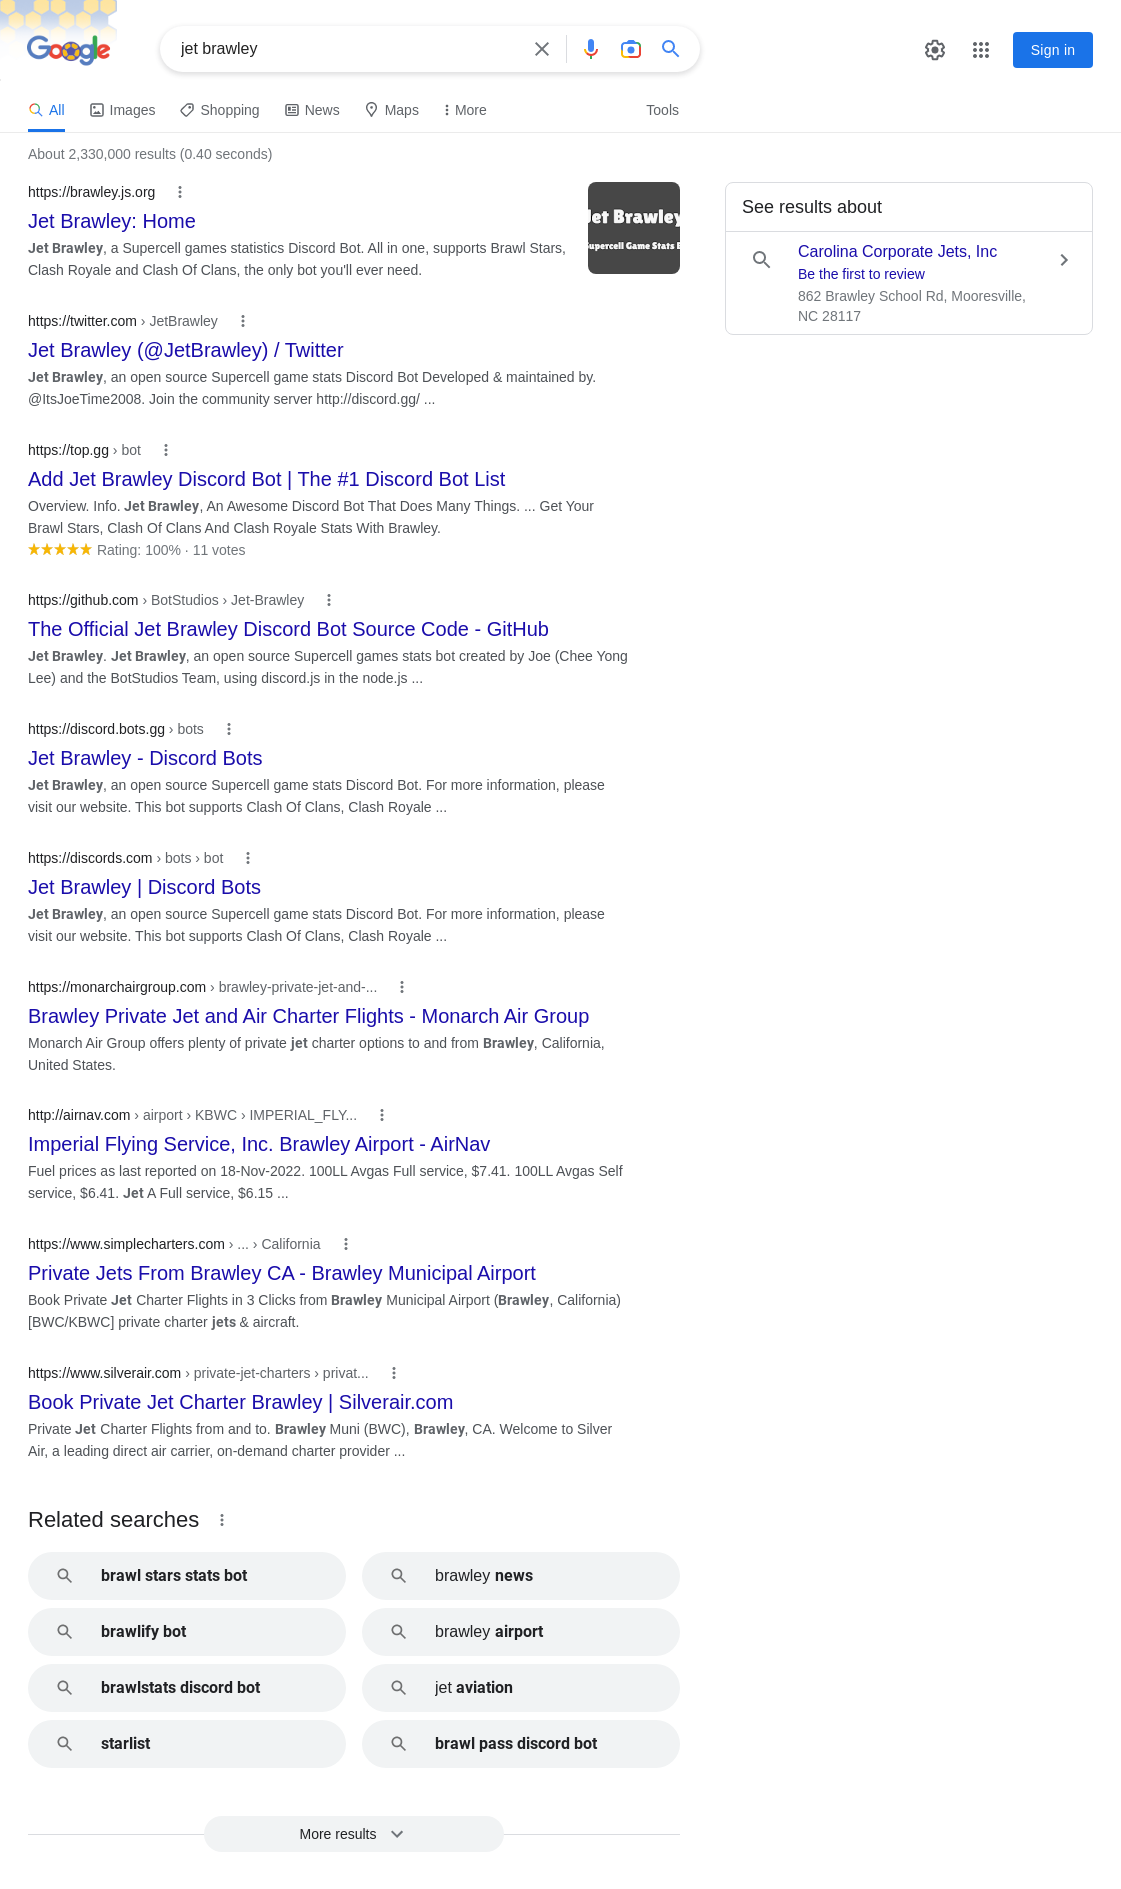 Google
jet brawley
Sign in
All
Images
Shopping
News
Maps
More
Tools
About 2,330,000 results (0.40 seconds)
https://brawley.js.org
Jet Brawley: Home
Jet Brawley, a Supercell games statistics Discord Bot. All in one, supports Brawl Stars,
Clash Royale and Clash Of Clans, the only bot you'll ever need.
Jet Brawley
Supercell Game Stats B
See results about
Carolina Corporate Jets, Inc
Be the first to review
862 Brawley School Rd, Mooresville,
NC 28117
https://twitter.com › JetBrawley
Jet Brawley (@JetBrawley) / Twitter
Jet Brawley, an open source Supercell game stats Discord Bot Developed & maintained by.
@ItsJoeTime2008. Join the community server http://discord.gg/ ...
https://top.gg › bot
Add Jet Brawley Discord Bot | The #1 Discord Bot List
Overview. Info. Jet Brawley, An Awesome Discord Bot That Does Many Things. ... Get Your
Brawl Stars, Clash Of Clans And Clash Royale Stats With Brawley.
Rating: 100% · 11 votes
https://github.com › BotStudios › Jet-Brawley
The Official Jet Brawley Discord Bot Source Code - GitHub
Jet Brawley. Jet Brawley, an open source Supercell games stats bot created by Joe (Chee Yong
Lee) and the BotStudios Team, using discord.js in the node.js ...
https://discord.bots.gg › bots
Jet Brawley - Discord Bots
Jet Brawley, an open source Supercell game stats Discord Bot. For more information, please
visit our website. This bot supports Clash Of Clans, Clash Royale ...
https://discords.com › bots › bot
Jet Brawley | Discord Bots
Jet Brawley, an open source Supercell game stats Discord Bot. For more information, please
visit our website. This bot supports Clash Of Clans, Clash Royale ...
https://monarchairgroup.com › brawley-private-jet-and-...
Brawley Private Jet and Air Charter Flights - Monarch Air Group
Monarch Air Group offers plenty of private jet charter options to and from Brawley, California,
United States.
http://airnav.com › airport › KBWC › IMPERIAL_FLY...
Imperial Flying Service, Inc. Brawley Airport - AirNav
Fuel prices as last reported on 18-Nov-2022. 100LL Avgas Full service, $7.41. 100LL Avgas Self
service, $6.41. Jet A Full service, $6.15 ...
https://www.simplecharters.com › ... › California
Private Jets From Brawley CA - Brawley Municipal Airport
Book Private Jet Charter Flights in 3 Clicks from Brawley Municipal Airport (Brawley, California)
[BWC/KBWC] private charter jets & aircraft.
https://www.silverair.com › private-jet-charters › privat...
Book Private Jet Charter Brawley | Silverair.com
Private Jet Charter Flights from and to. Brawley Muni (BWC), Brawley, CA. Welcome to Silver
Air, a leading direct air carrier, on-demand charter provider ...
Related searches
brawl stars stats bot
brawley news
brawlify bot
brawley airport
brawlstats discord bot
jet aviation
starlist
brawl pass discord bot
More results